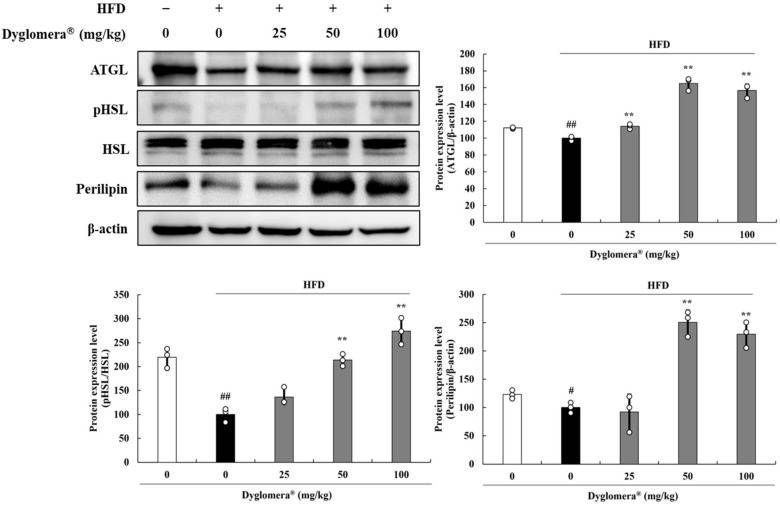 HFD − + + + +
Dyglomera® (mg/kg) 0 0 25 50 100
ATGL
pHSL
HSL
Perilipin
β-actin
HFD
Protein expression level
(ATGL/β-actin)
200
180
160
140
120
100
80
60
40
20
0
##
**
**
**
0 0 25 50 100
Dyglomera® (mg/kg)
HFD
Protein expression level
(pHSL/HSL)
350
300
250
200
150
100
50
0
##
**
**
0 0 25 50 100
Dyglomera® (mg/kg)
HFD
Protein expression level
(Perilipin/β-actin)
300
250
200
150
100
50
0
#
**
**
0 0 25 50 100
Dyglomera® (mg/kg)